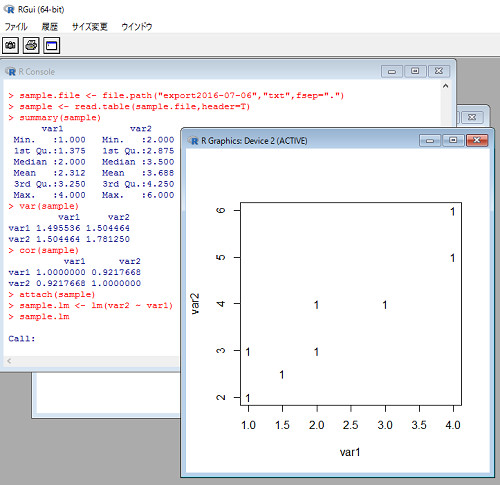 RGui (64-bit)
ファイル 履歴 サイズ変更 ウインドウ
R Console
> sample.file <- file.path("export2016-07-06","txt",fsep=".")
> sample <- read.table(sample.file,header=T)
> summary(sample)
var1 var2
Min. :1.000 Min. :2.000
1st Qu.:1.375 1st Qu.:2.875
Median :2.000 Median :3.500
Mean :2.312 Mean :3.688
3rd Qu.:3.250 3rd Qu.:4.250
Max. :4.000 Max. :6.000
> var(sample)
var1 var2
var1 1.495536 1.504464
var2 1.504464 1.781250
> cor(sample)
var1 var2
var1 1.0000000 0.9217668
var2 0.9217668 1.0000000
> attach(sample)
> sample.lm <- lm(var2 ~ var1)
> sample.lm
Call:
R Graphics: Device 2 (ACTIVE)
var2
6
5
4
3
2
1
1
1
1
1
1
1
1
1.0 1.5 2.0 2.5 3.0 3.5 4.0
var1